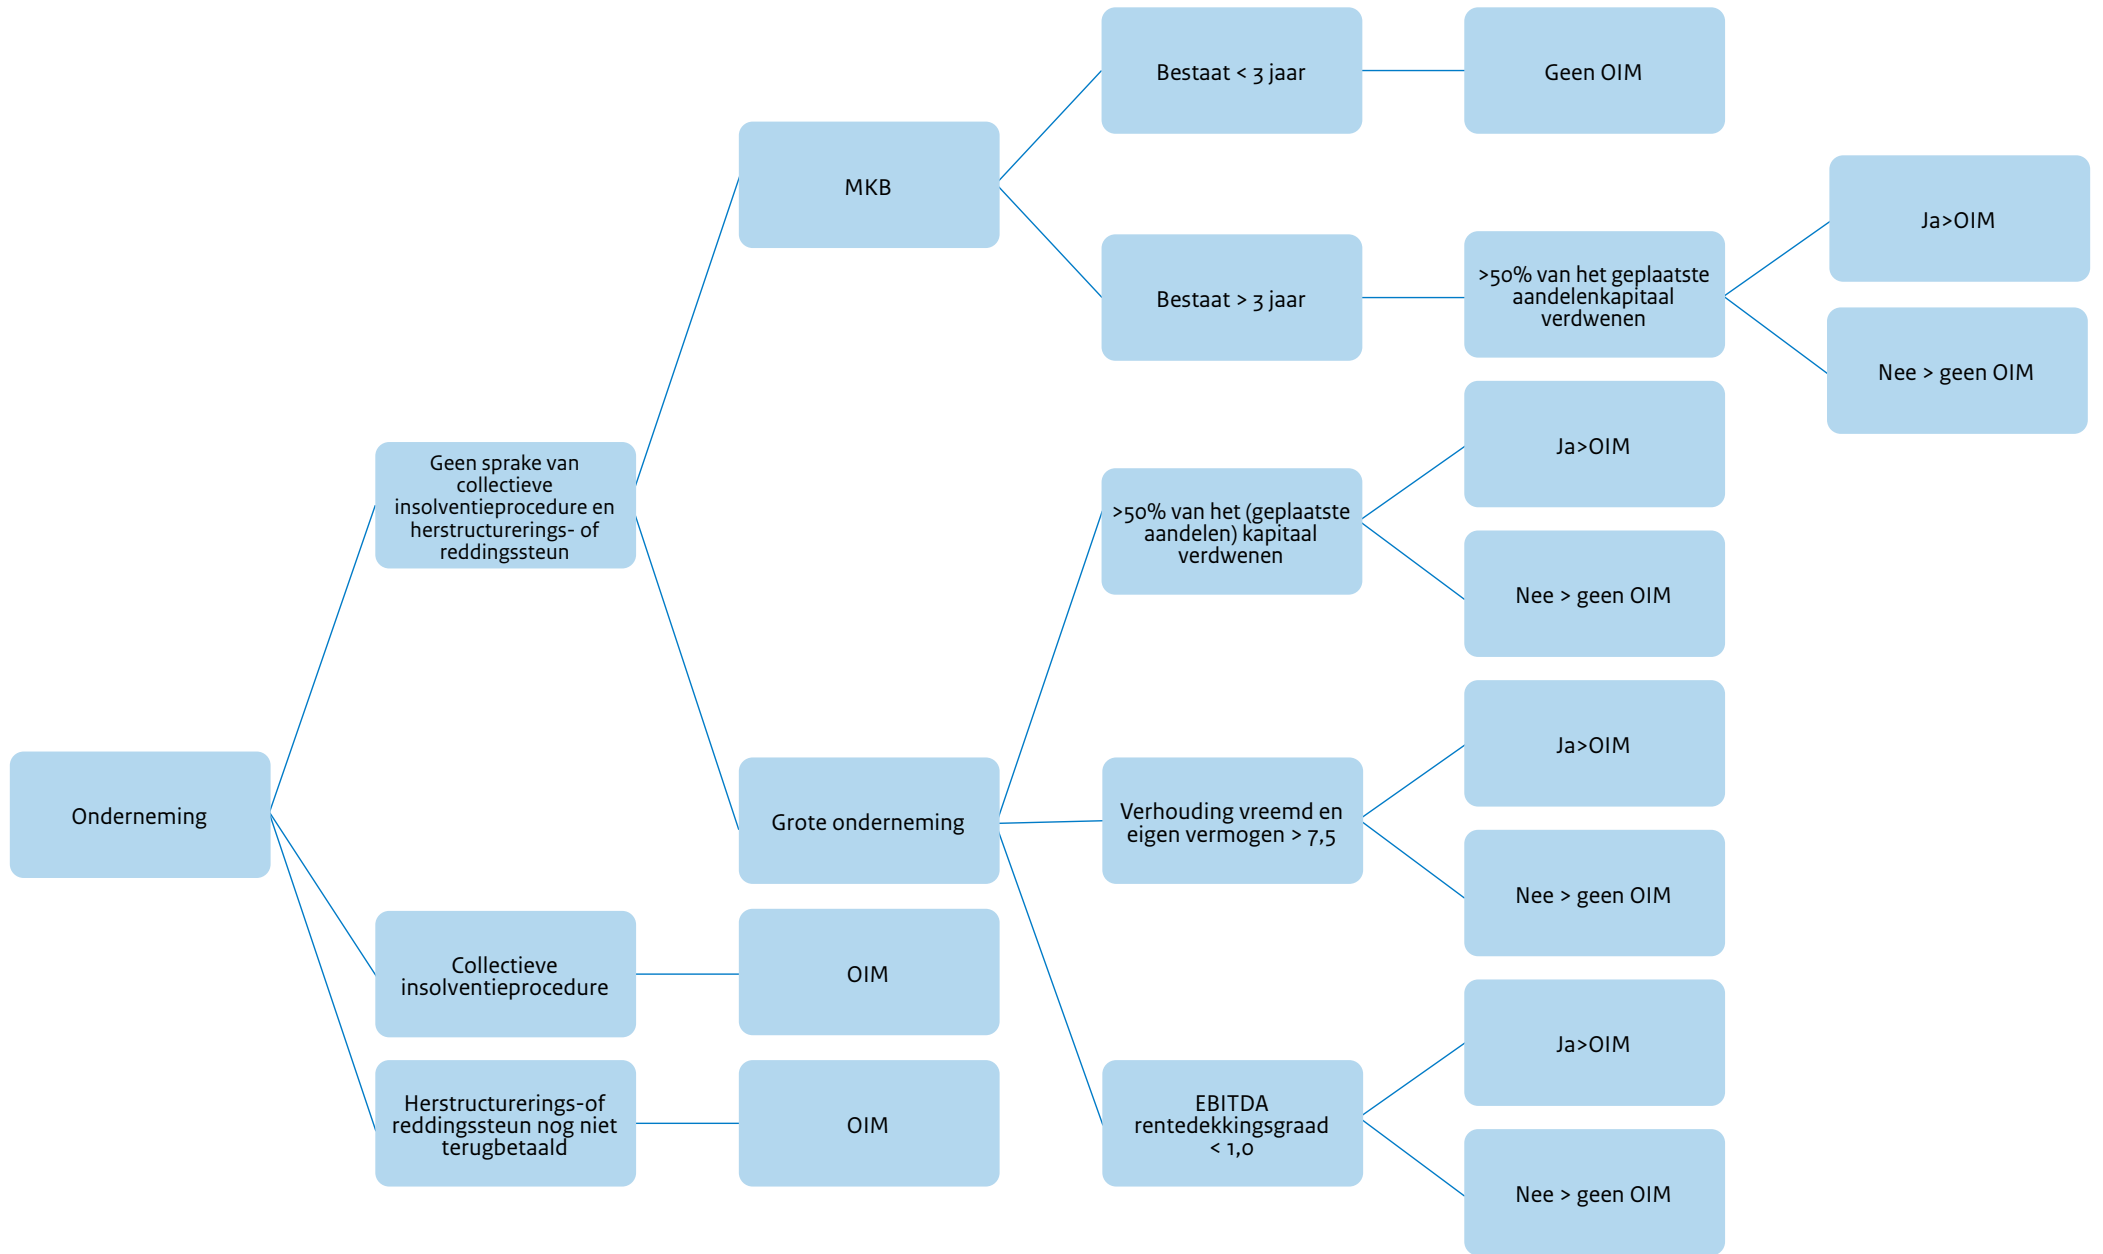 Onderneming
Geen sprake van
collectieve
insolventieprocedure en
herstructurerings- of
reddingssteun
MKB
Bestaat < 3 jaar
Geen OIM
Bestaat > 3 jaar
>50% van het geplaatste
aandelenkapitaal
verdwenen
Ja>OIM
Nee > geen OIM
Grote onderneming
>50% van het (geplaatste
aandelen) kapitaal
verdwenen
Ja>OIM
Nee > geen OIM
Verhouding vreemd en
eigen vermogen > 7,5
Ja>OIM
Nee > geen OIM
EBITDA
rentedekkingsgraad
< 1,0
Ja>OIM
Nee > geen OIM
Collectieve
insolventieprocedure
OIM
Herstructurerings-of
reddingssteun nog niet
terugbetaald
OIM